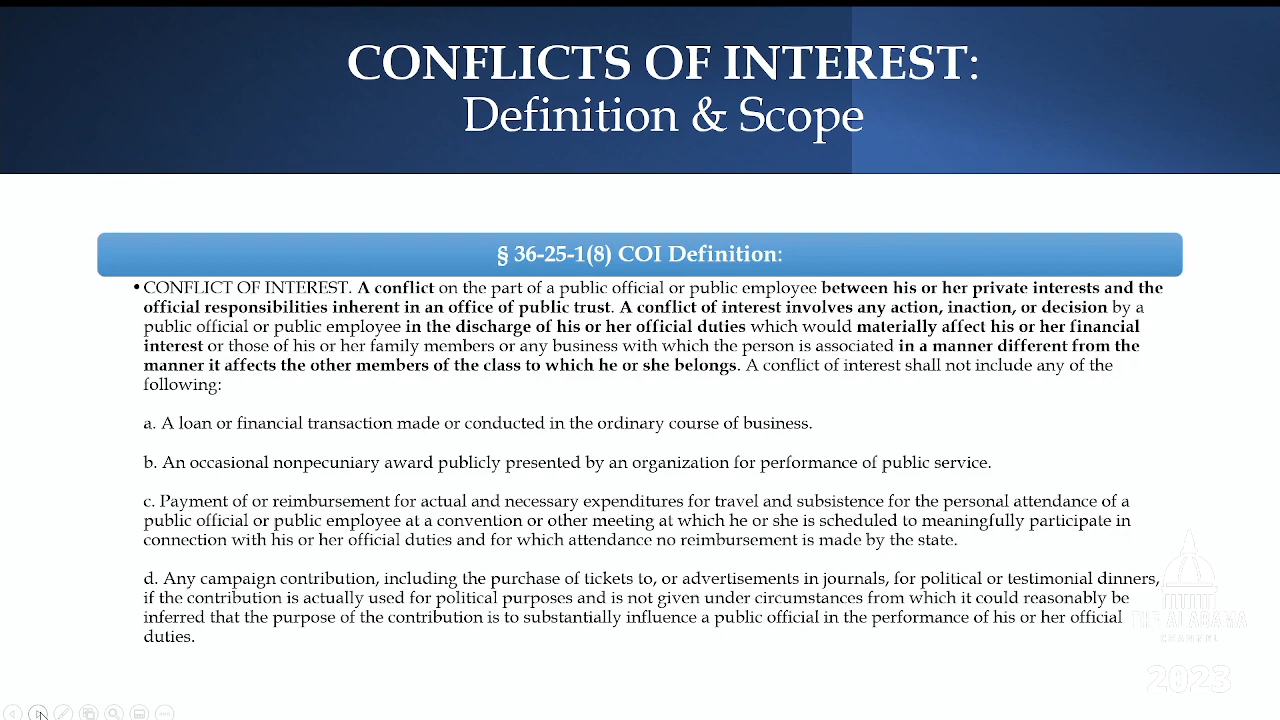 CONFLICTS OF INTEREST:
Definition & Scope
§ 36-25-1(8) COI Definition:
• CONFLICT OF INTEREST. A conflict on the part of a public official or public employee between his or her private interests and the
official responsibilities inherent in an office of public trust. A conflict of interest involves any action, inaction, or decision by a
public official or public employee in the discharge of his or her official duties which would materially affect his or her financial
interest or those of his or her family members or any business with which the person is associated in a manner different from the
manner it affects the other members of the class to which he or she belongs. A conflict of interest shall not include any of the
following:
a. A loan or financial transaction made or conducted in the ordinary course of business.
b. An occasional nonpecuniary award publicly presented by an organization for performance of public service.
c. Payment of or reimbursement for actual and necessary expenditures for travel and subsistence for the personal attendance of a
public official or public employee at a convention or other meeting at which he or she is scheduled to meaningfully participate in
connection with his or her official duties and for which attendance no reimbursement is made by the state.
d. Any campaign contribution, including the purchase of tickets to, or advertisements in journals, for political or testimonial dinners,
if the contribution is actually used for political purposes and is not given under circumstances from which it could reasonably be
inferred that the purpose of the contribution is to substantially influence a public official in the performance of his or her official
duties.
THE ALABAMA
CHANNEL
2023